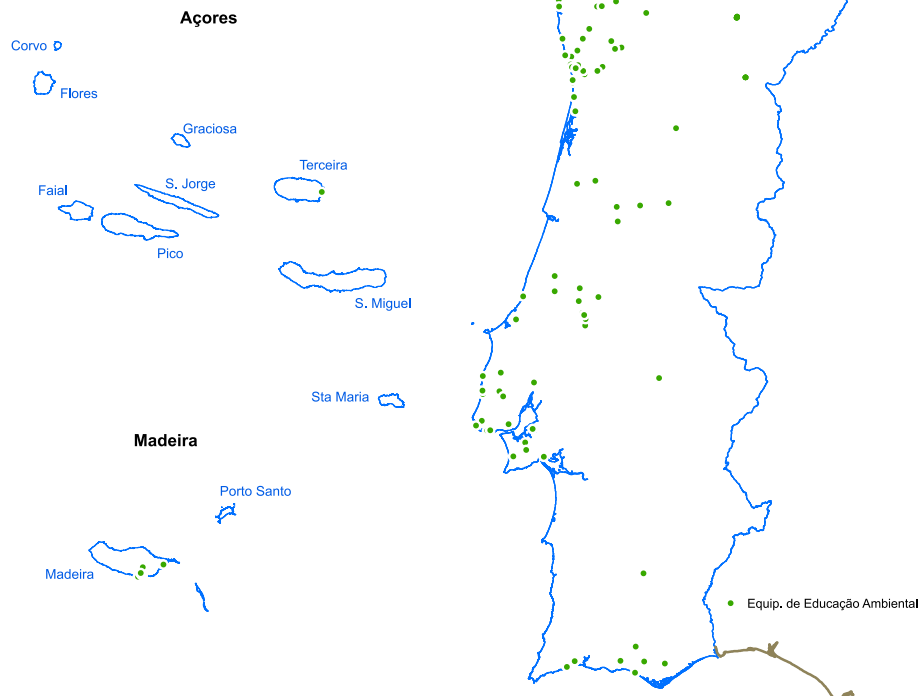 Açores
Corvo
Flores
Graciosa
Terceira
S. Jorge
Faial
Pico
S. Miguel
Sta Maria
Madeira
Porto Santo
Madeira
Equip. de Educação Ambiental